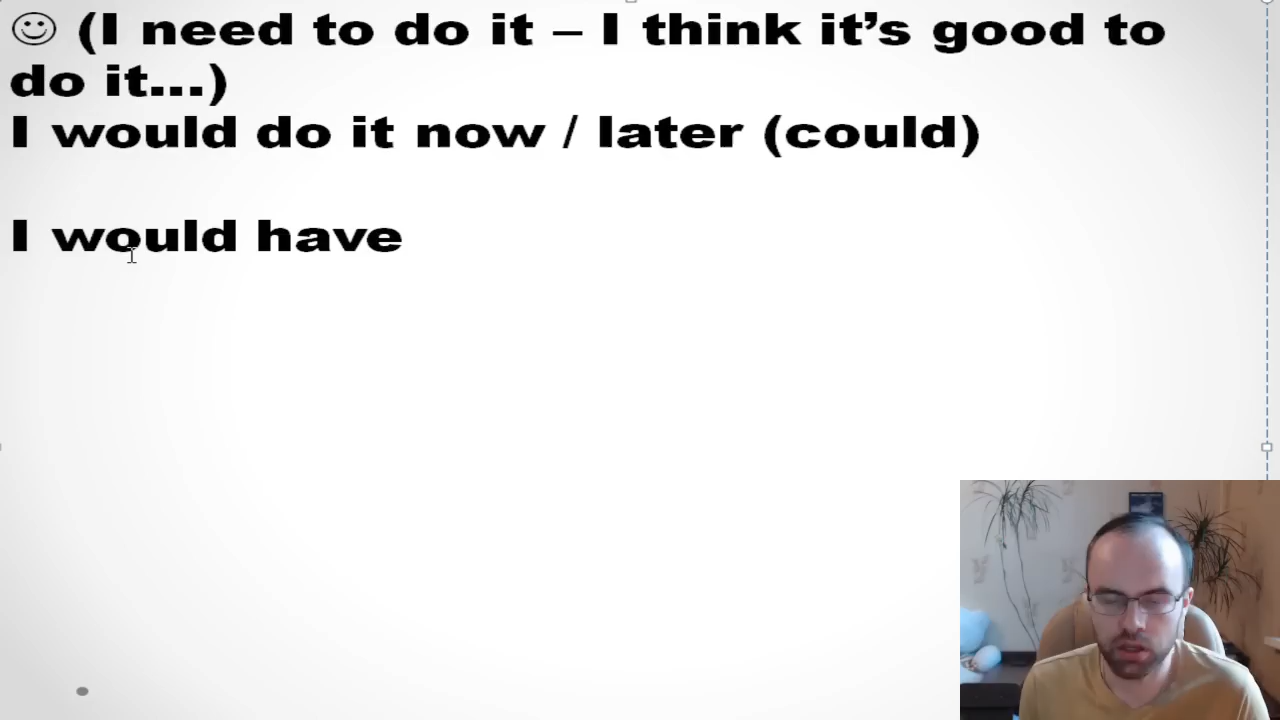 ☺ (I need to do it – I think it’s good to
do it…)
I would do it now / later (could)
I would have